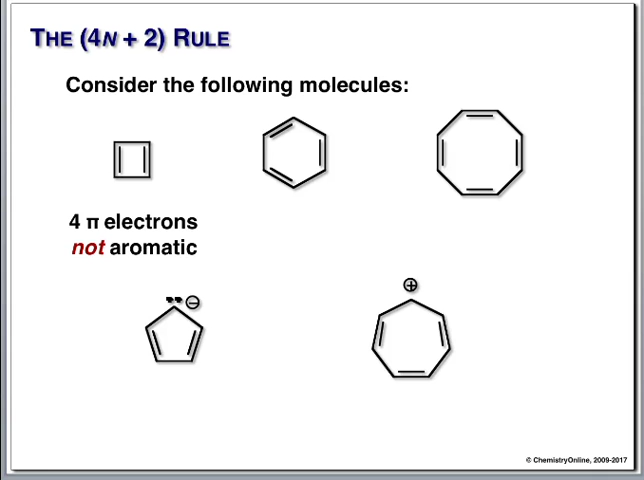 THE (4N + 2) RULE
Consider the following molecules:
4 π electrons
not aromatic
© ChemistryOnline, 2009-2017